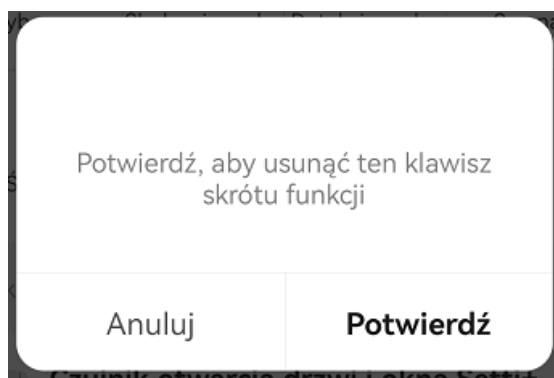 Potwierdź, aby usunąć ten klawisz
skrótu funkcji
Anuluj
Potwierdź